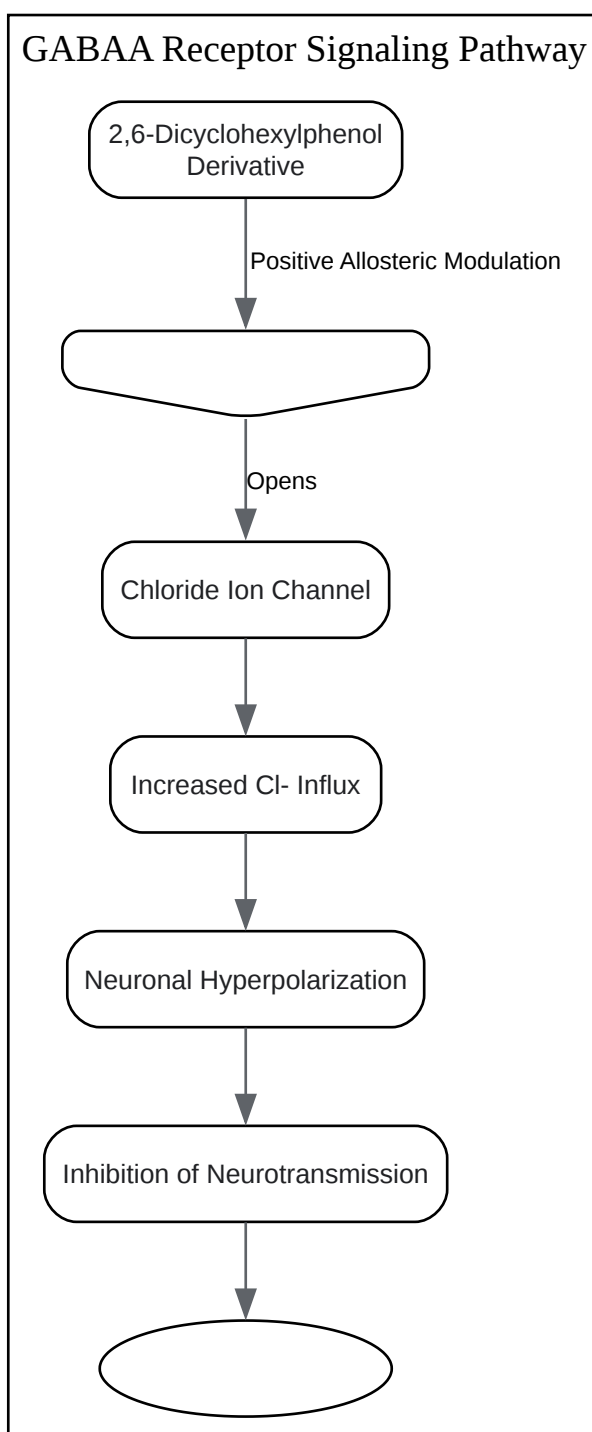 GABAA Receptor Signaling Pathway
2,6-Dicyclohexylphenol
Derivative
Positive Allosteric Modulation
Opens
Chloride Ion Channel
Increased Cl- Influx
Neuronal Hyperpolarization
Inhibition of Neurotransmission